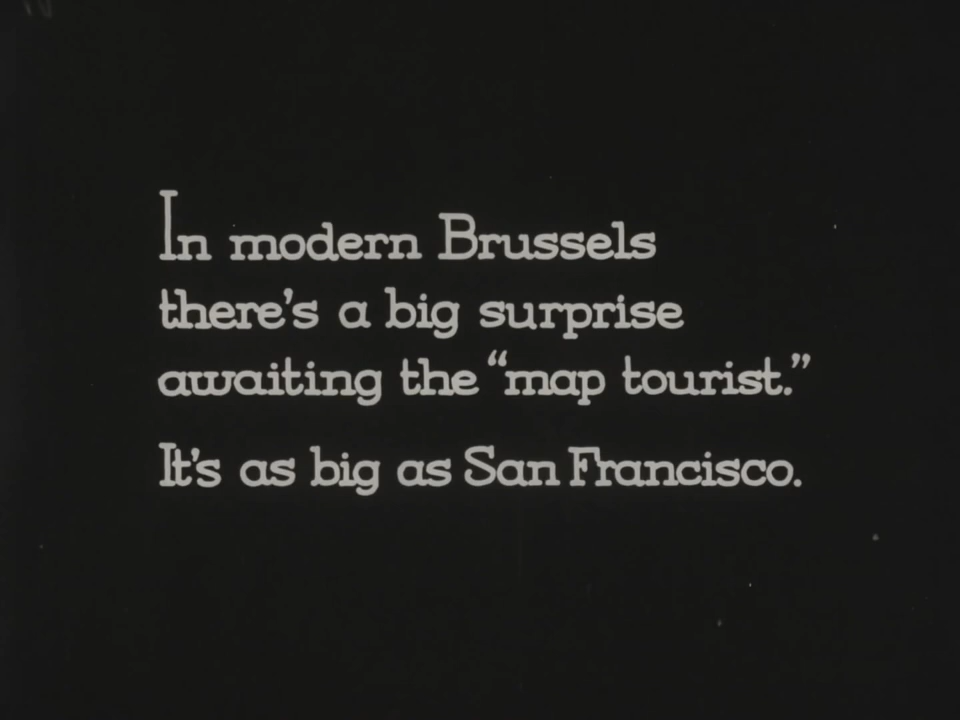 In modern Brussels
there's a big surprise
awaiting the “map tourist.”
It's as big as San Francisco.